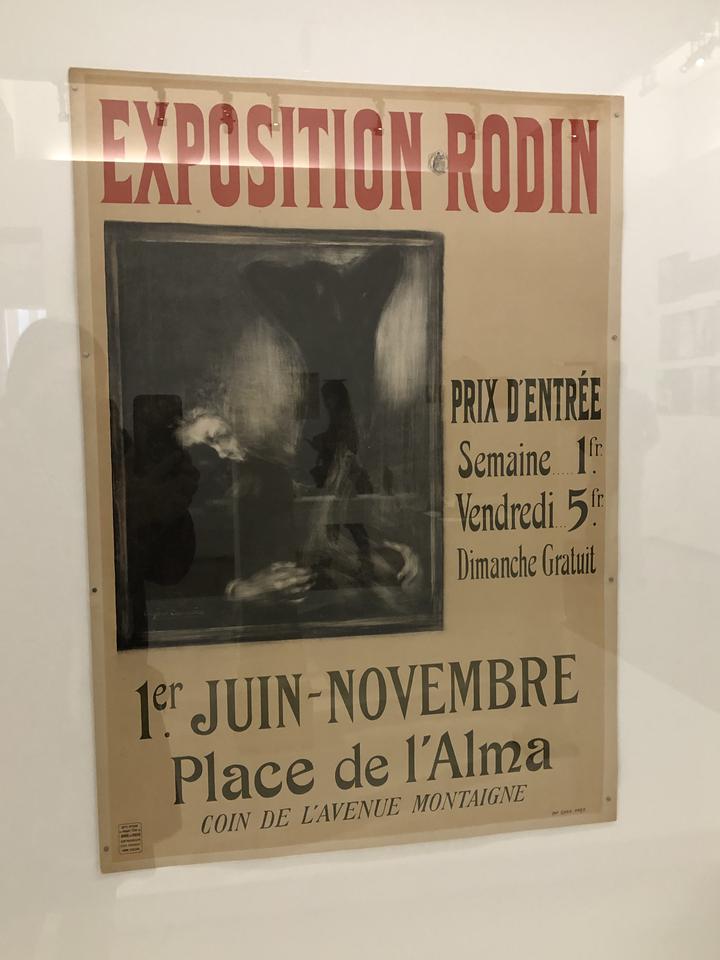 EXPOSITION RODIN
PRIX D'ENTRÉE
Semaine.....1fr.
Vendredi...5fr.
Dimanche Gratuit
1er. JUIN-NOVEMBRE
Place de l'Alma
COIN DE L'AVENUE MONTAIGNE